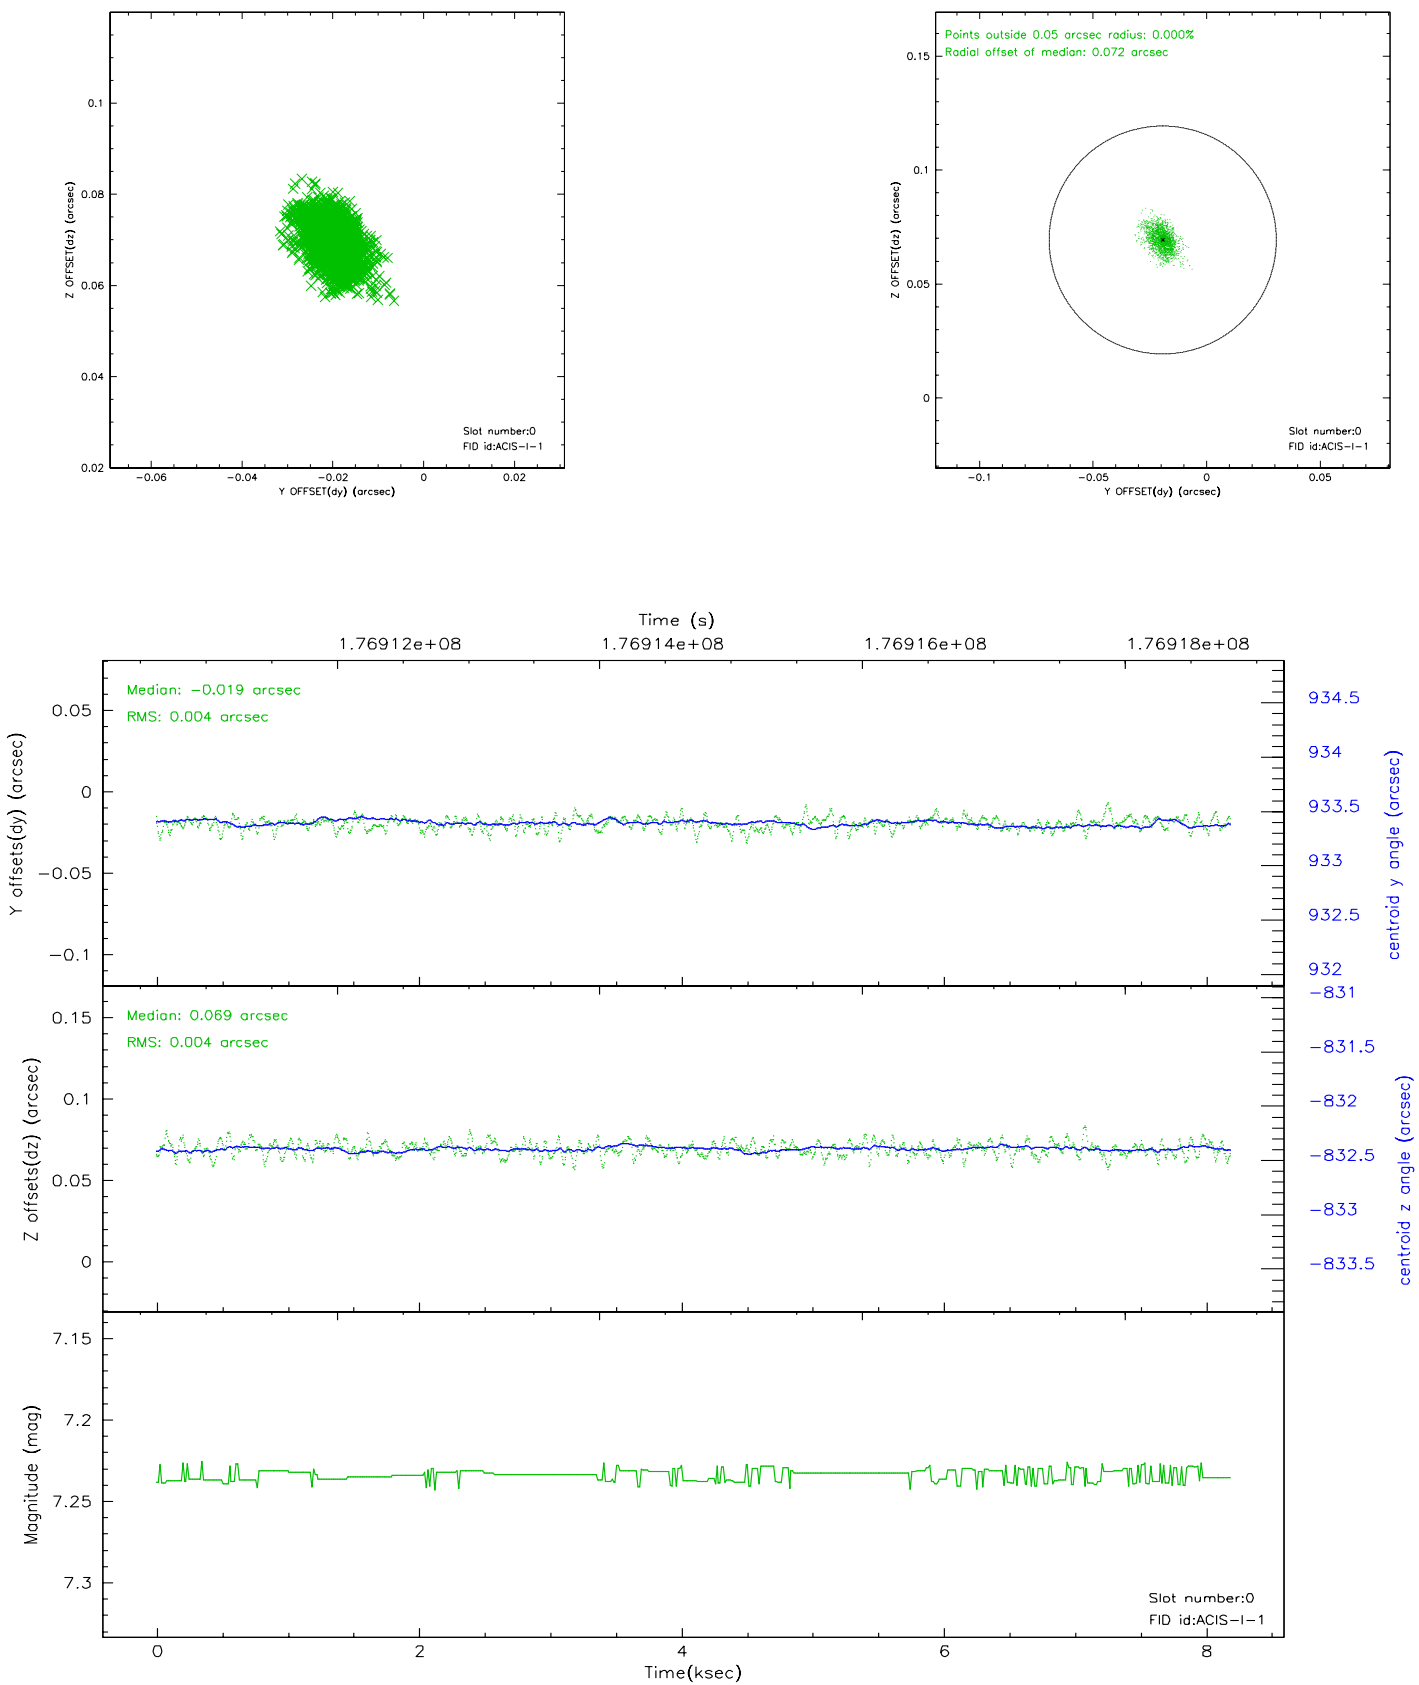 0.1
0.08
0.06
0.04
0.02
Z OFFSET(dz) (arcsec)
Slot number:0
FID id:ACIS-I-1
-0.06
-0.04
-0.02
0
0.02
Y OFFSET(dy) (arcsec)
Points outside 0.05 arcsec radius: 0.000%
Radial offset of median: 0.072 arcsec
0.15
0.1
0.05
0
Z OFFSET(dz) (arcsec)
Slot number:0
FID id:ACIS-I-1
-0.1
-0.05
0
0.05
Y OFFSET(dy) (arcsec)
Time (s)
1.76912e+08
1.76914e+08
1.76916e+08
1.76918e+08
Median: -0.019 arcsec
RMS: 0.004 arcsec
0.05
0
-0.05
-0.1
Y offsets(dy) (arcsec)
934.5
934
933.5
933
932.5
932
centroid y angle (arcsec)
Median: 0.069 arcsec
RMS: 0.004 arcsec
0.15
0.1
0.05
0
Z offsets(dz) (arcsec)
-831
-831.5
-832
-832.5
-833
-833.5
centroid z angle (arcsec)
7.15
7.2
7.25
7.3
Magnitude (mag)
Slot number:0
FID id:ACIS-I-1
0
2
4
6
8
Time(ksec)